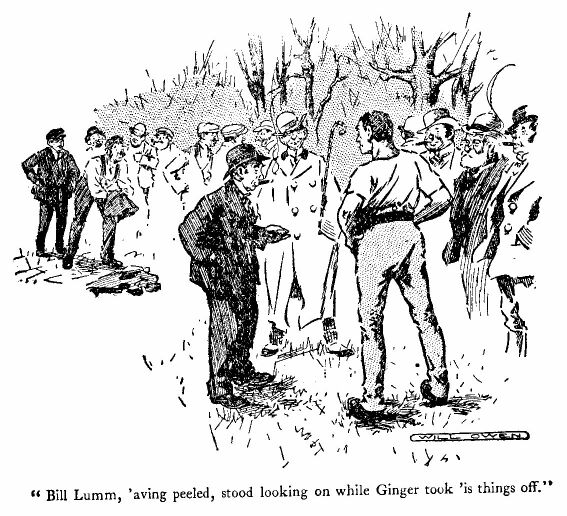 WILL OWEN
“ Bill Lumm, ’aving peeled, stood looking on while Ginger took ’is things off.”